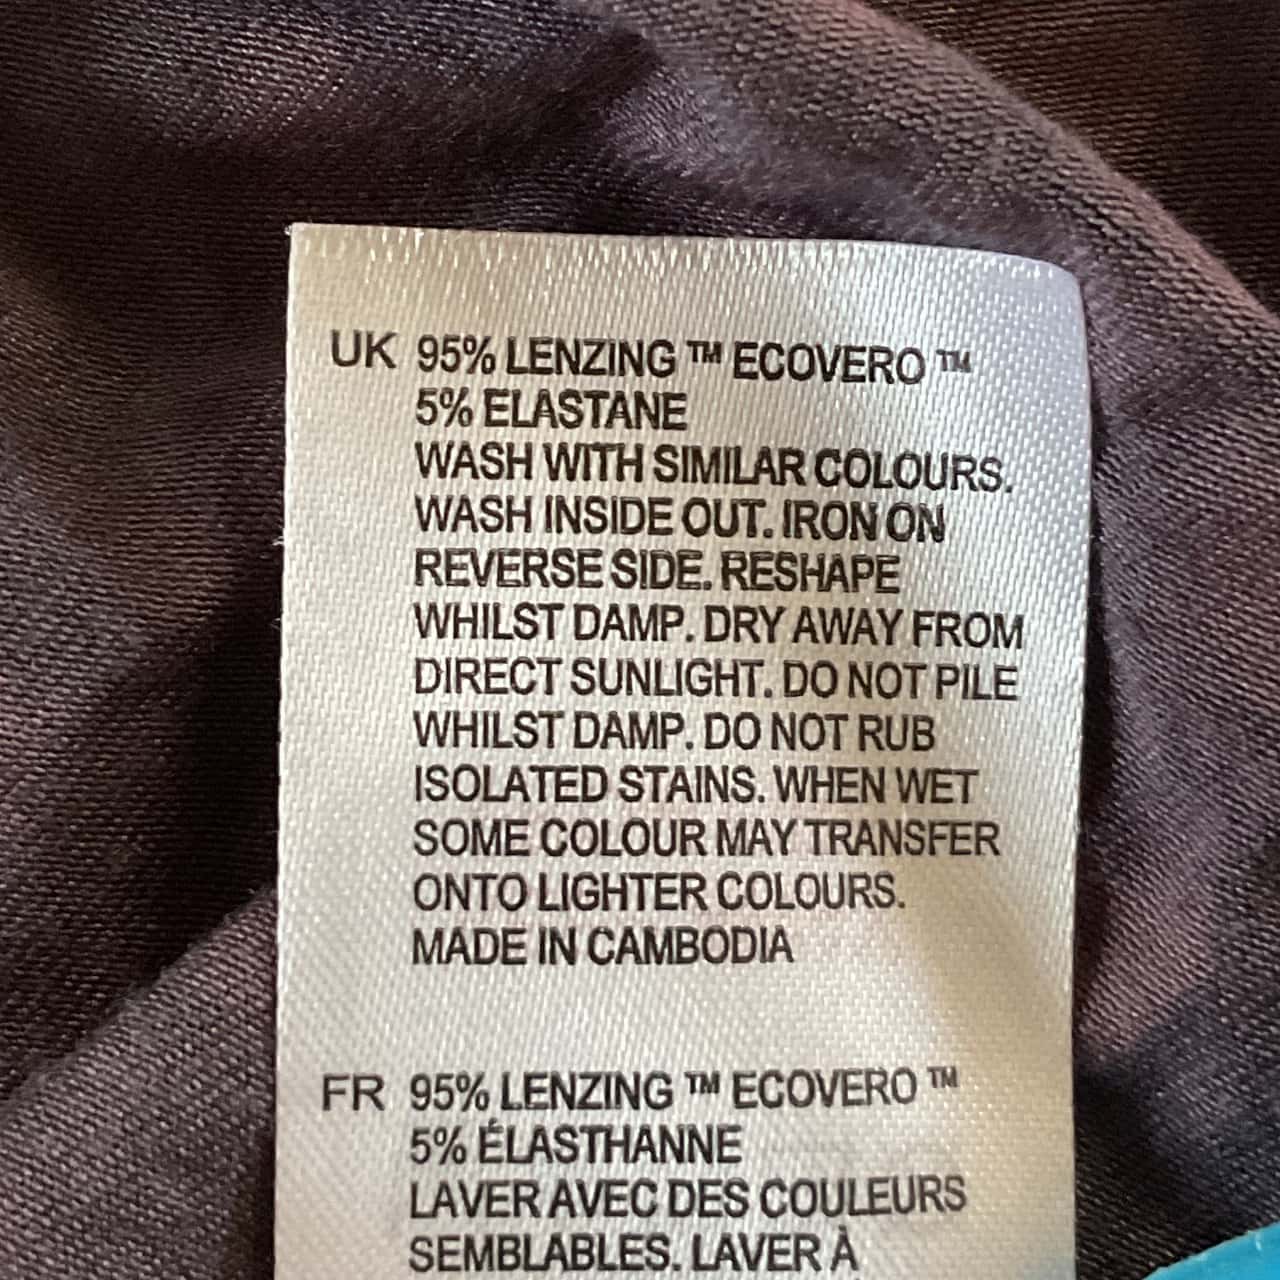 UK 95% LENZING ™ ECOVERO ™
5% ELASTANE
WASH WITH SIMILAR COLOURS.
WASH INSIDE OUT. IRON ON
REVERSE SIDE. RESHAPE
WHILST DAMP. DRY AWAY FROM
DIRECT SUNLIGHT. DO NOT PILE
WHILST DAMP. DO NOT RUB
ISOLATED STAINS. WHEN WET
SOME COLOUR MAY TRANSFER
ONTO LIGHTER COLOURS.
MADE IN CAMBODIA
FR 95% LENZING ™ ECOVERO ™
5% ÉLASTHANNE
LAVER AVEC DES COULEURS
SEMBLABLES. LAVER À